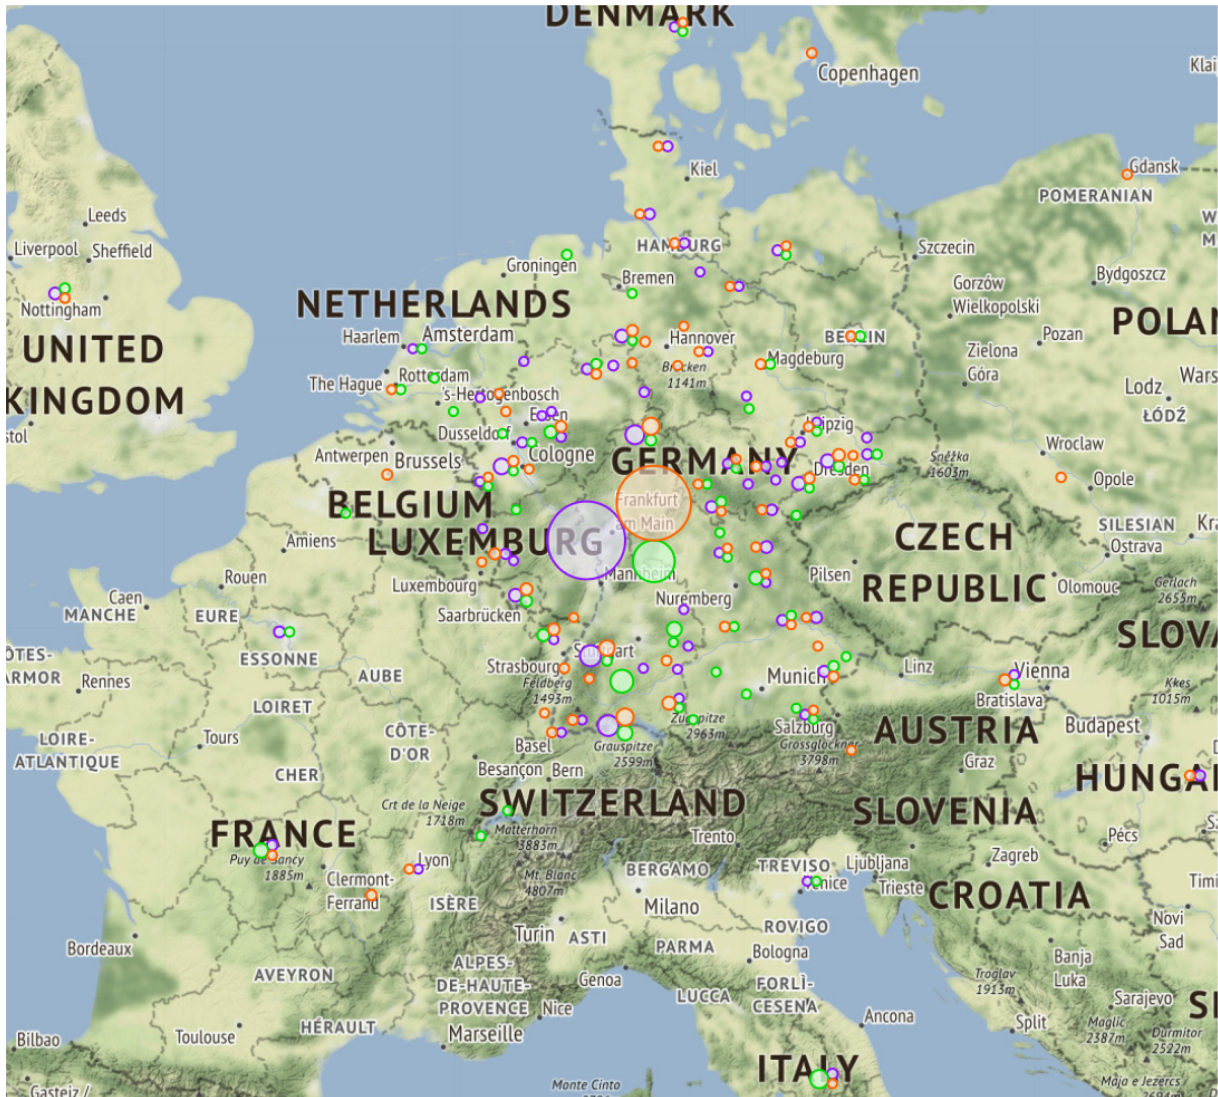 DENMARK
Copenhagen
Klai
Kiel
Gdansk
POMERANIAN
Leeds
Liverpool
Sheffield
HAMBURG
Szczecin
Groningen
Bremen
Bydgoszcz
Gorzów
Wielkopolski
Nottingham
NETHERLANDS
UNITED
KINGDOM
Haarlem
Amsterdam
Hannover
BERLIN
Pozan
POLAN
Brocken
1141m
Magdeburg
Zielona
Góra
The Hague
Rotterdam
's-Hertogenbosch
Lodz
Wars
ŁÓDŹ
stol
Essen
Dusseldorf
Leipzig
Antwerpen
Brussels
Cologne
GERMANY
Dresden
Sněžka
1603m
Wroclaw
Opole
BELGIUM
Frankfurt
am Main
LUXEMBURG
CZECH
REPUBLIC
SILESIAN
Kra
Ostrava
Amiens
Mannheim
Pilsen
Olomouc
Gerlach
2655m
Rouen
Luxembourg
Nuremberg
Caen
MANCHE
EURE
Saarbrücken
SLOVA
ESSONNE
ÔTES-
ARMOR
Rennes
AUBE
Strasbourg
Stuttgart
Feldberg
1493m
Munich
Linz
Vienna
Bratislava
Kkes
1015m
LOIRET
LOIRE-
ATLANTIQUE
Tours
CÔTE-
D'OR
Basel
Grauspitze
2599m
Zugspitze
2963m
Salzburg
Grossglockner
3798m
AUSTRIA
Budapest
CHER
Besançon
Bern
Graz
HUNGA
Crt de la Neige
1718m
SWITZERLAND
SLOVENIA
FRANCE
Puy de Sancy
1885m
Matterhorn
3883m
Trento
Pécs
Lyon
Clermont-
Ferrand
Mt. Blanc
4807m
BERGAMO
TREVISO
Ljubljana
Zagreb
Venice
Trieste
CROATIA
Timi
ISÈRE
Milano
Novi
Sad
Bordeaux
Turin
ASTI
PARMA
ROVIGO
Bologna
Banja
Luka
AVEYRON
ALPES-
DE-HAUTE-
PROVENCE
Genoa
LUCCA
FORLÌ-
CESENA
Troglav
1913m
Sarajevo
Nice
Ancona
Split
Maglic
2387m
Durmitor
2522m
Toulouse
HÉRAULT
Marseille
Bilbao
ITALY
Monte Cinto
Maja e Jezercs
Gasteiz /